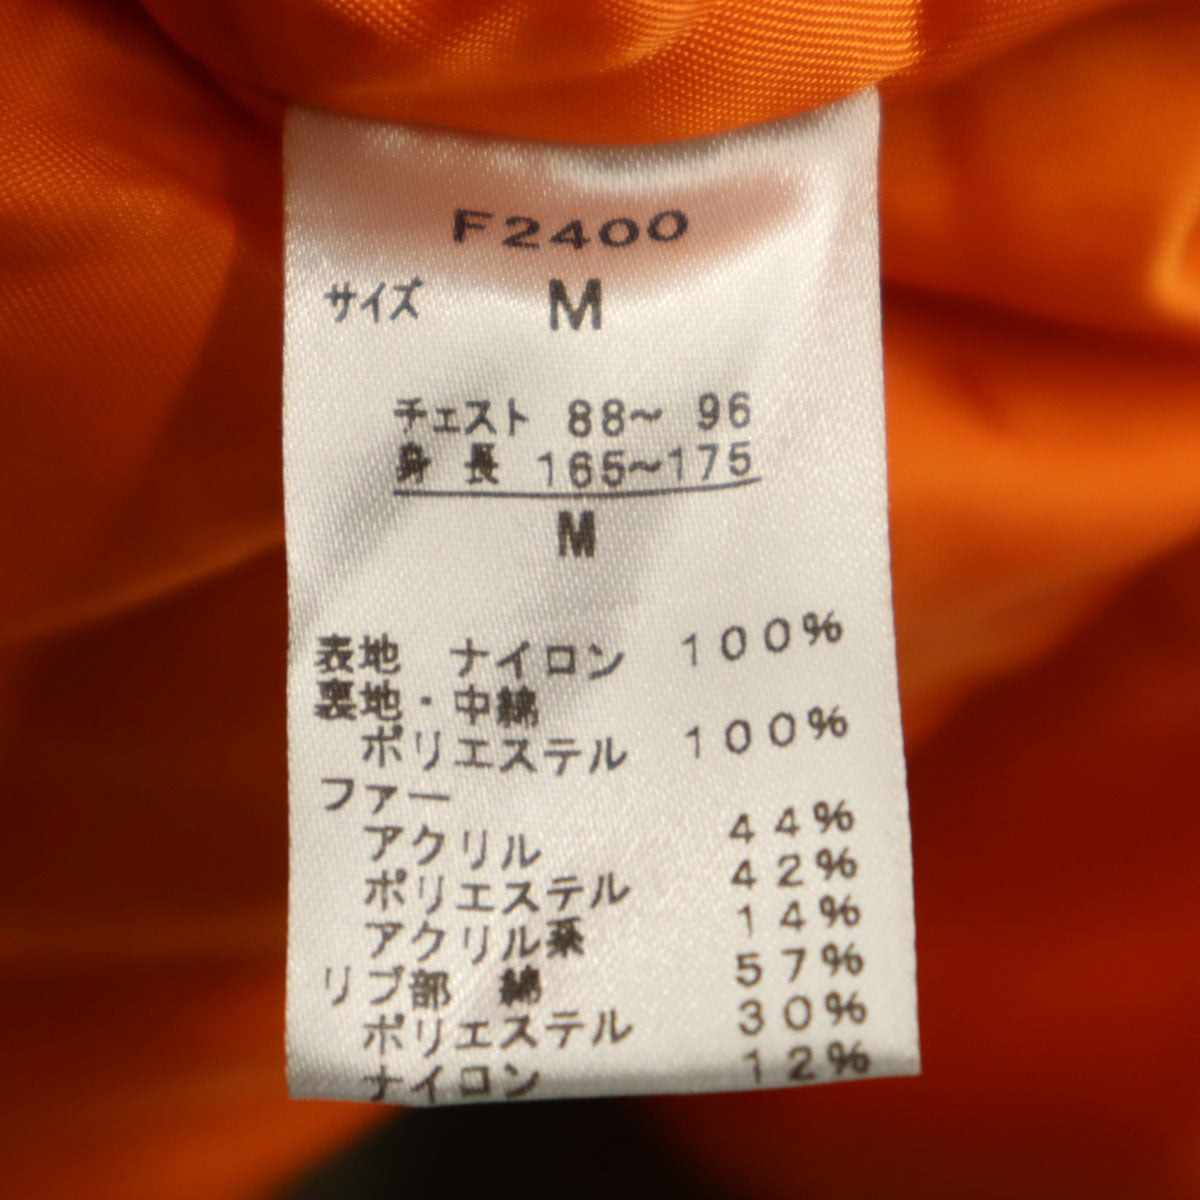 F2400
サイズ M
チェスト 88～ 96
身 長 165～175
M
表地 ナイロン 100%
裏地・中綿
ポリエステル 100%
ファー
アクリル 44%
ポリエステル 42%
アクリル系 14%
リブ部 綿 57%
ポリエステル 30%
ナイロン 12%